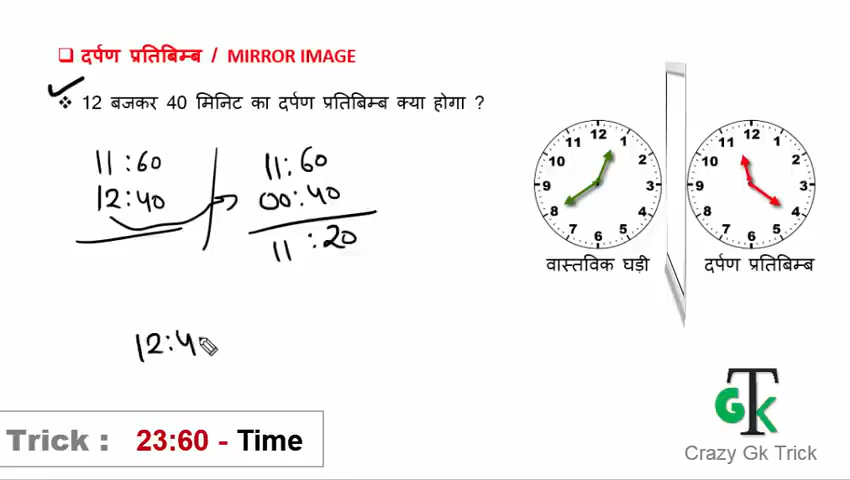 ❑ दर्पण प्रतिबिम्ब / MIRROR IMAGE
❖ 12 बजकर 40 मिनिट का दर्पण प्रतिबिम्ब क्या होगा ?
11:60
12:40
11:60
00:40
11:20
12:4
12 1 2 3 4 5 6 7 8 9 10 11
12 1 2 3 4 5 6 7 8 9 10 11
वास्तविक घड़ी
दर्पण प्रतिबिम्ब
Trick : 23:60 - Time
GTK
Crazy Gk Trick